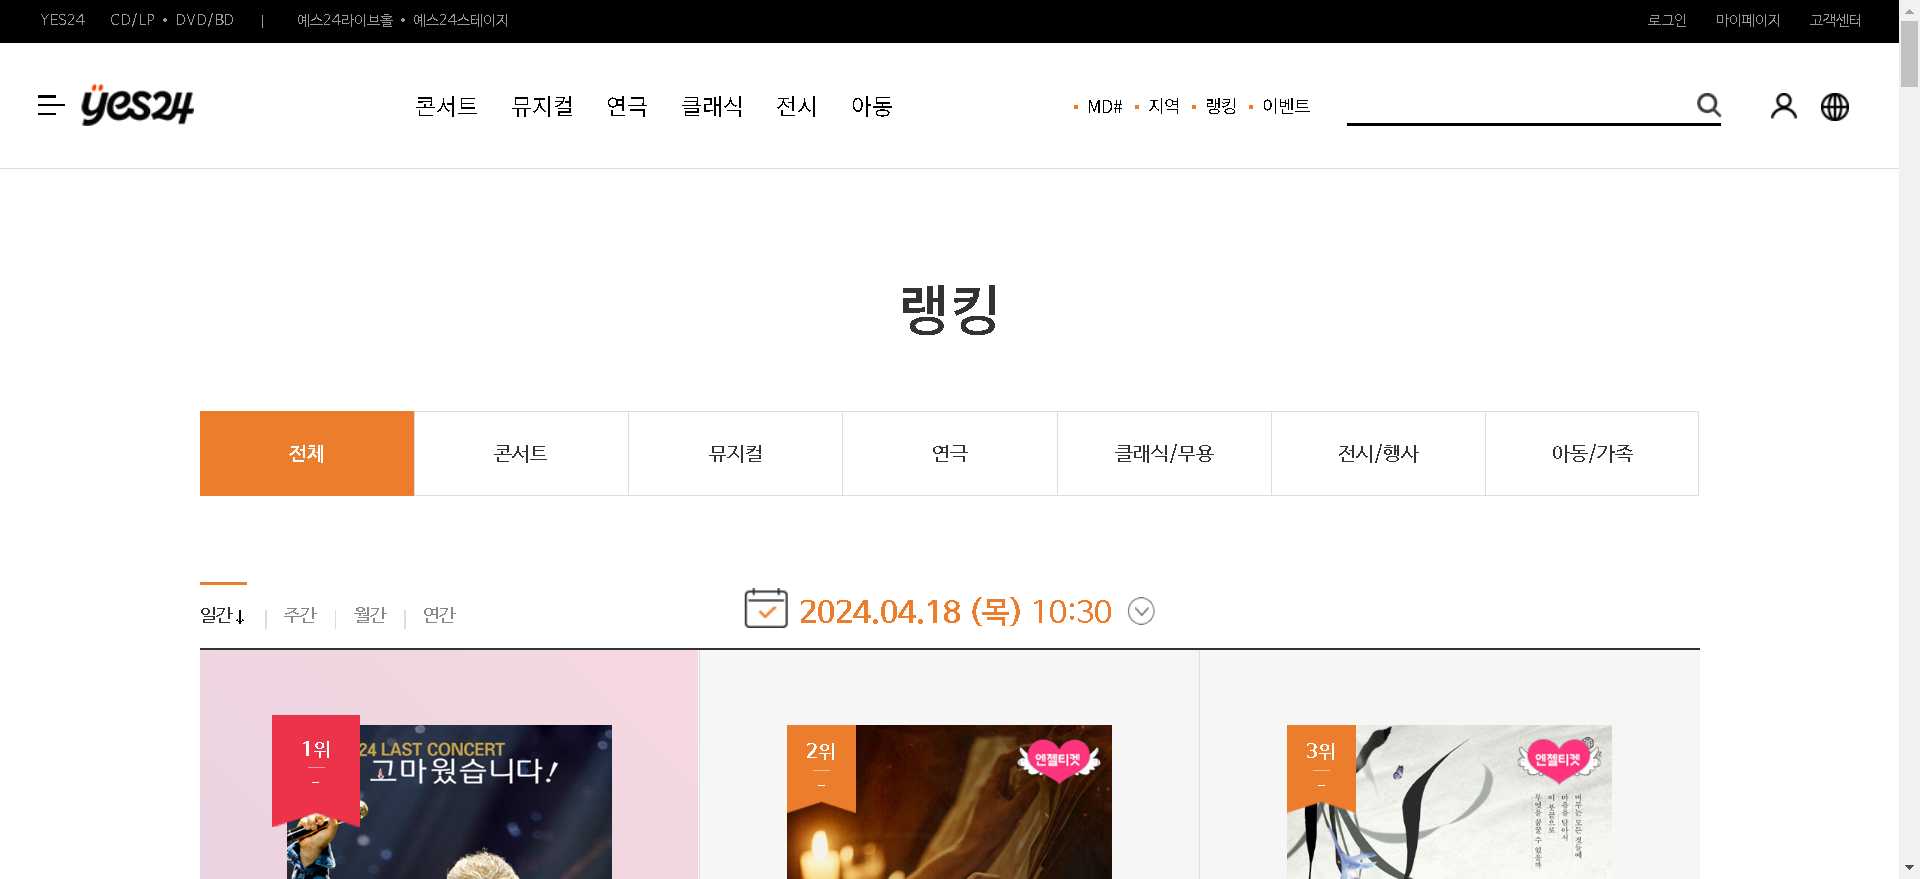 YES24 CD/LP • DVD/BD | 예스24라이브홀 • 예스24스테이지 로그인 마이페이지 고객센터
yes24 콘서트 뮤지컬 연극 클래식 전시 아동 MD# 지역 랭킹 이벤트
랭킹
전체 콘서트 뮤지컬 연극 클래식/무용 전시/행사 아동/가족
일간↓ 주간 월간 연간
2024.04.18 (목) 10:30
1위
24 LAST CONCERT
고마웠습니다!
2위
엔젤티켓
3위
엔젤티켓